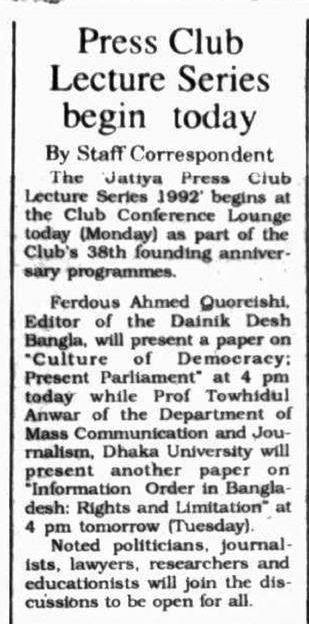 Press Club
Lecture Series
begin today
By Staff Correspondent
The 'Jatiya Press Club
Lecture Series 1992' begins at
the Club Conference Lounge
today (Monday) as part of the
Club's 38th founding anniver-
sary programmes.
Ferdous Ahmed Quoreishi,
Editor of the Dainik Desh
Bangla, will present a paper on
"Culture of Democracy;
Present Parliament" at 4 pm
today while Prof Towhidul
Anwar of the Department of
Mass Communication and Jou-
rnalism, Dhaka University will
present another paper on
"Information Order in Bangla-
desh: Rights and Limitation" at
4 pm tomorrow (Tuesday).
Noted politicians, journal-
ists, lawyers, researchers and
educationists will join the dis-
cussions to be open for all.